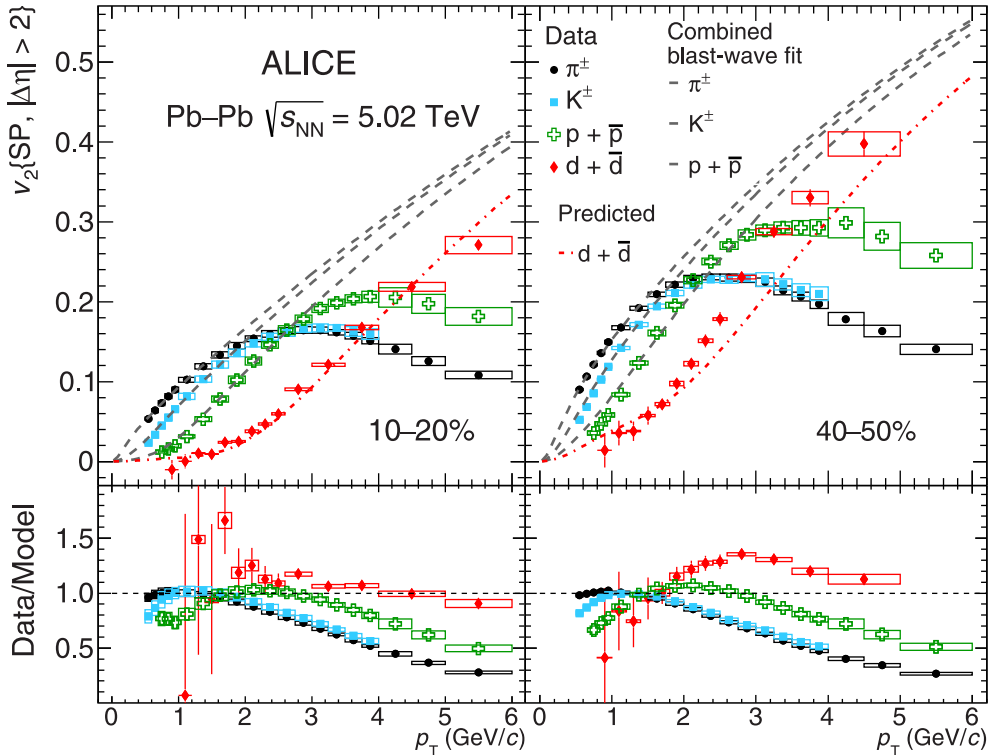 v₂{SP, |Δη| > 2}
0.5
0.4
0.3
0.2
0.1
0
ALICE
Pb–Pb √sNN = 5.02 TeV
10–20%
Data
π±
K±
p + p̅
d + d̅
Combined
blast-wave fit
π±
K±
p + p̅
Predicted
d + d̅
40–50%
Data/Model
1.5
1.0
0.5
0 1 2 3 4 5 6
pT (GeV/c)
0 1 2 3 4 5 6
pT (GeV/c)